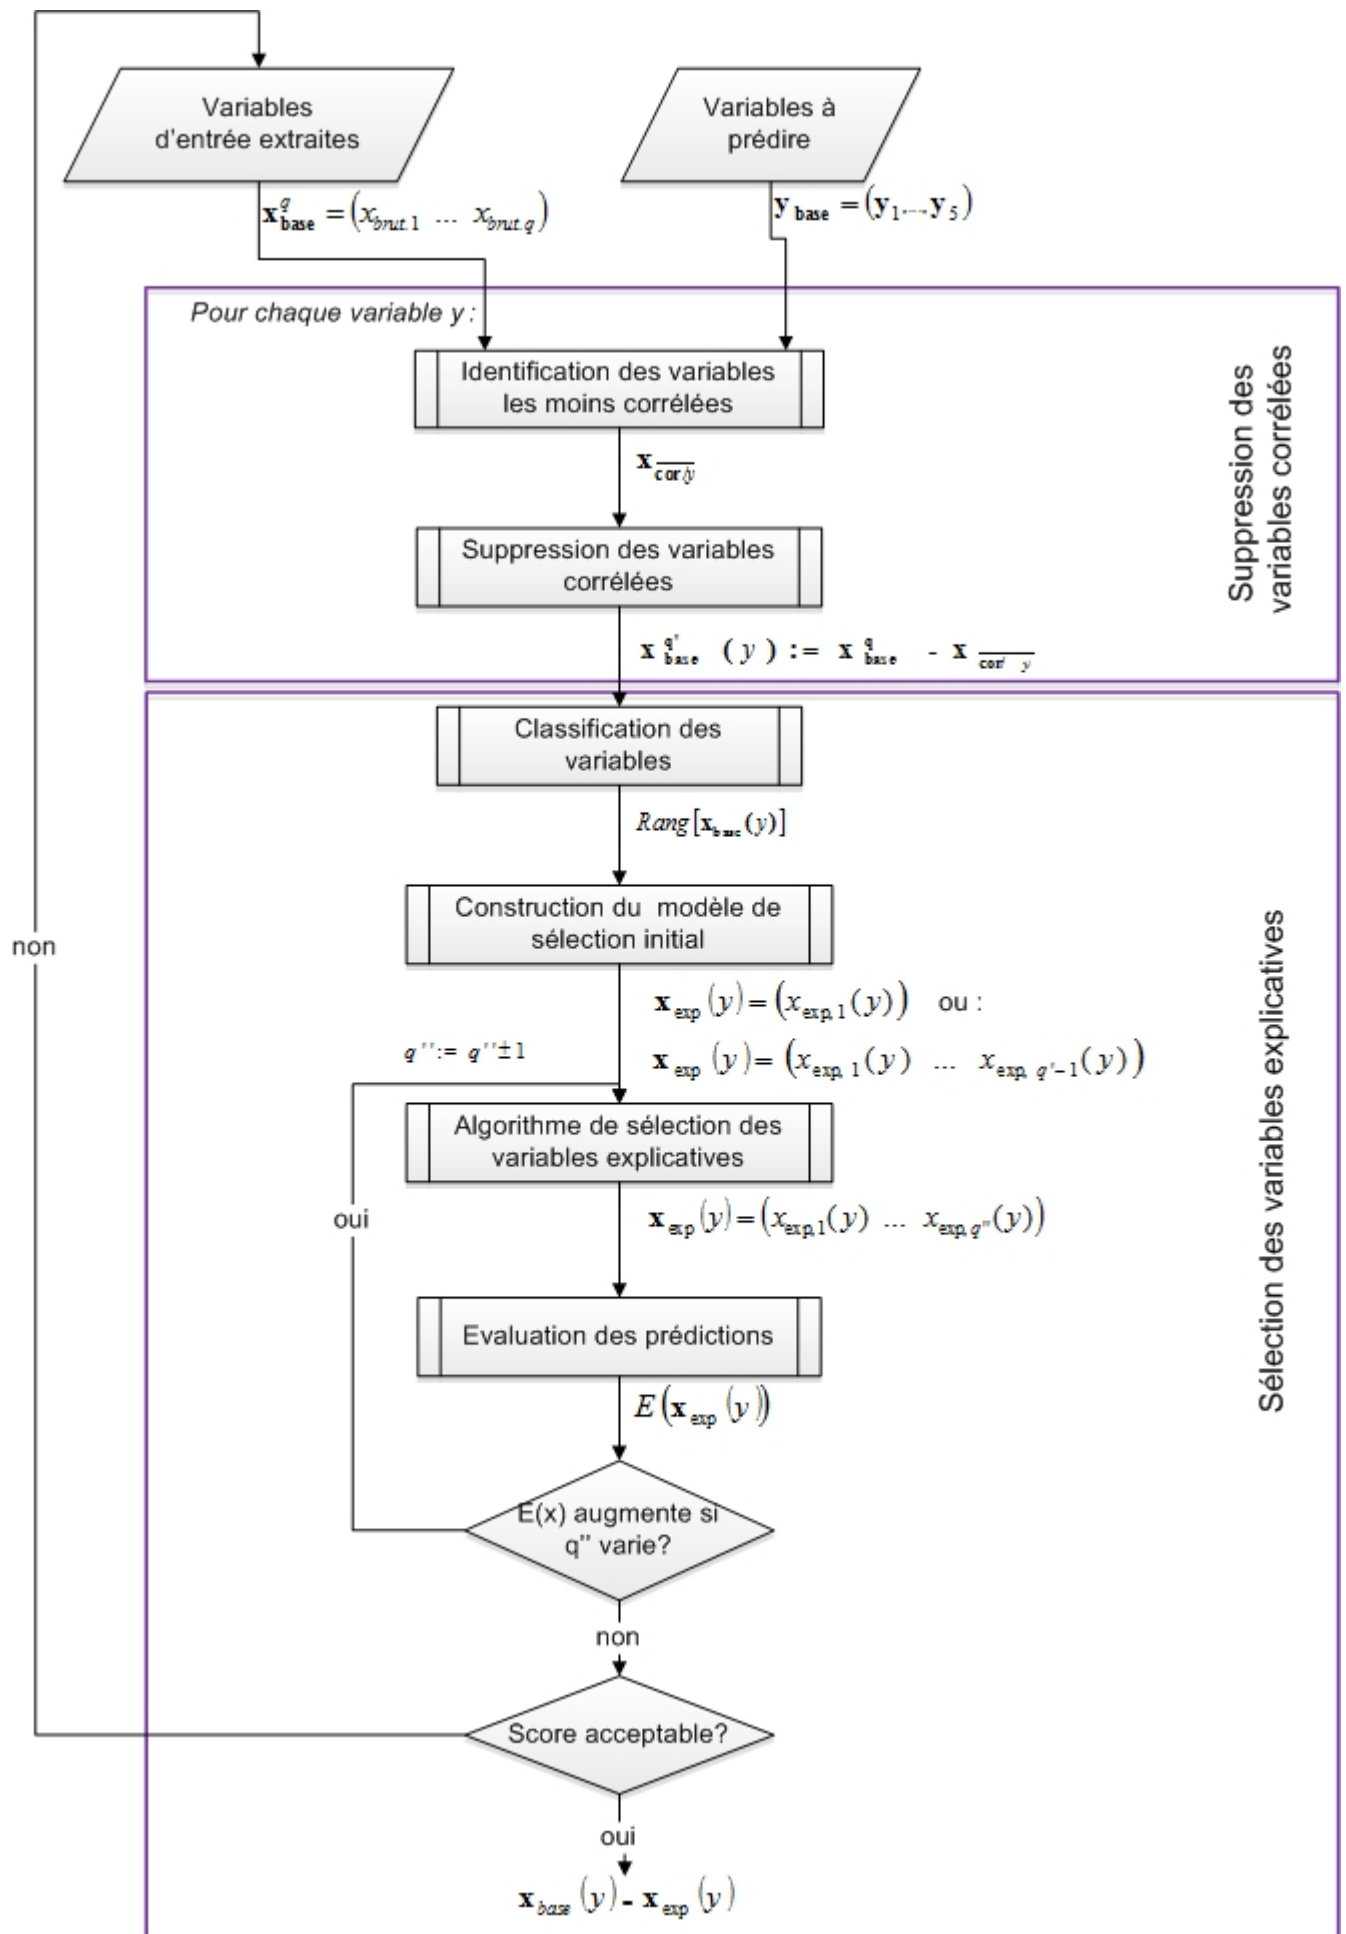 Variables
d'entrée extraites
Variables à
prédire
x^q_base = (x_brut.1 ... x_brut.q)
y_base = (y_1...,y_5)
Pour chaque variable y :
Identification des variables
les moins corrélées
x_cor/y
Suppression des variables
corrélées
x^q'_base (y) := x^q_base - x_cor/y
Suppression des
variables corrélées
Classification des
variables
Rang[x_base(y)]
Construction du modèle de
sélection initial
x_exp(y)=(x_exp,1(y)) ou :
q'':= q''±1
x_exp(y)=(x_exp,1(y) ... x_exp,q'-1(y))
Algorithme de sélection des
variables explicatives
x_exp(y)=(x_exp,1(y) ... x_exp,q''(y))
Evaluation des prédictions
E(x_exp(y))
E(x) augmente si
q'' varie?
oui
non
Score acceptable?
non
oui
x_base(y)-x_exp(y)
Sélection des variables explicatives